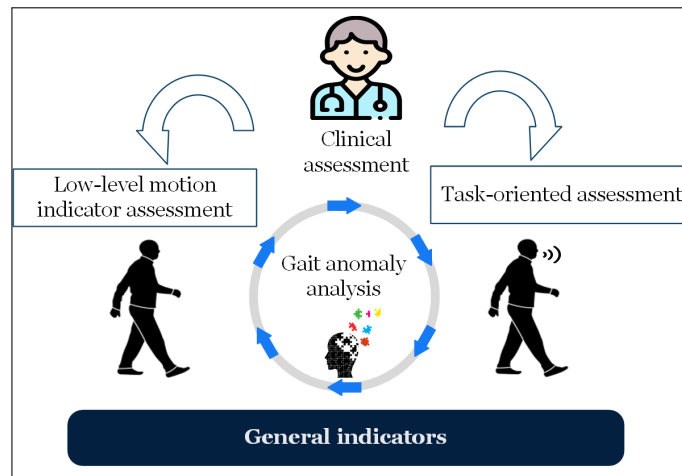 Clinical
assessment
Low-level motion
indicator assessment
Task-oriented assessment
Gait anomaly
analysis
General indicators